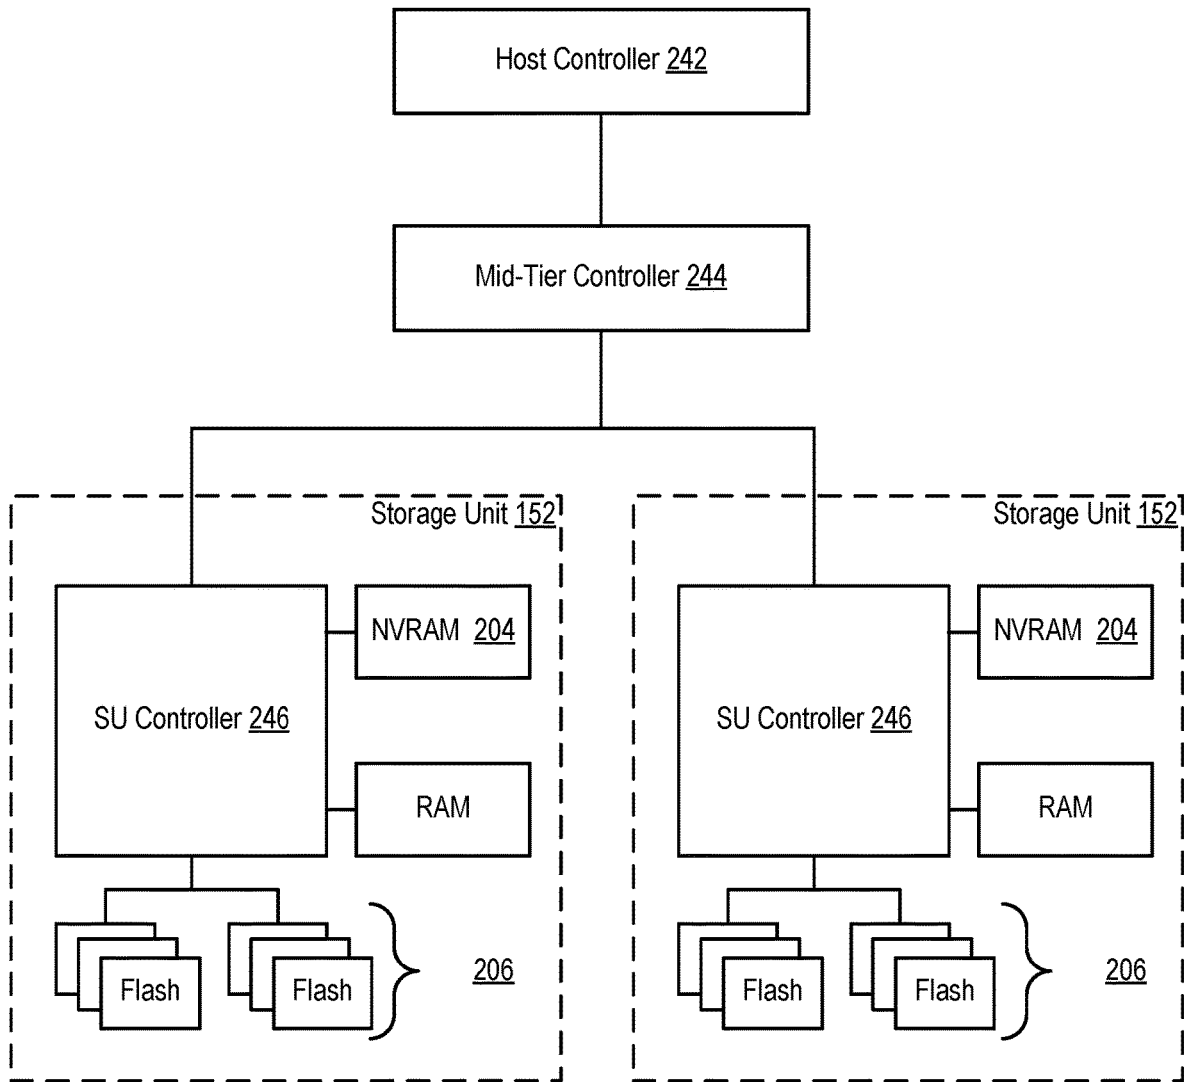 Host Controller 242
Mid-Tier Controller 244
Storage Unit 152
Storage Unit 152
NVRAM 204
NVRAM 204
SU Controller 246
SU Controller 246
RAM
RAM
Flash
Flash
206
Flash
Flash
206